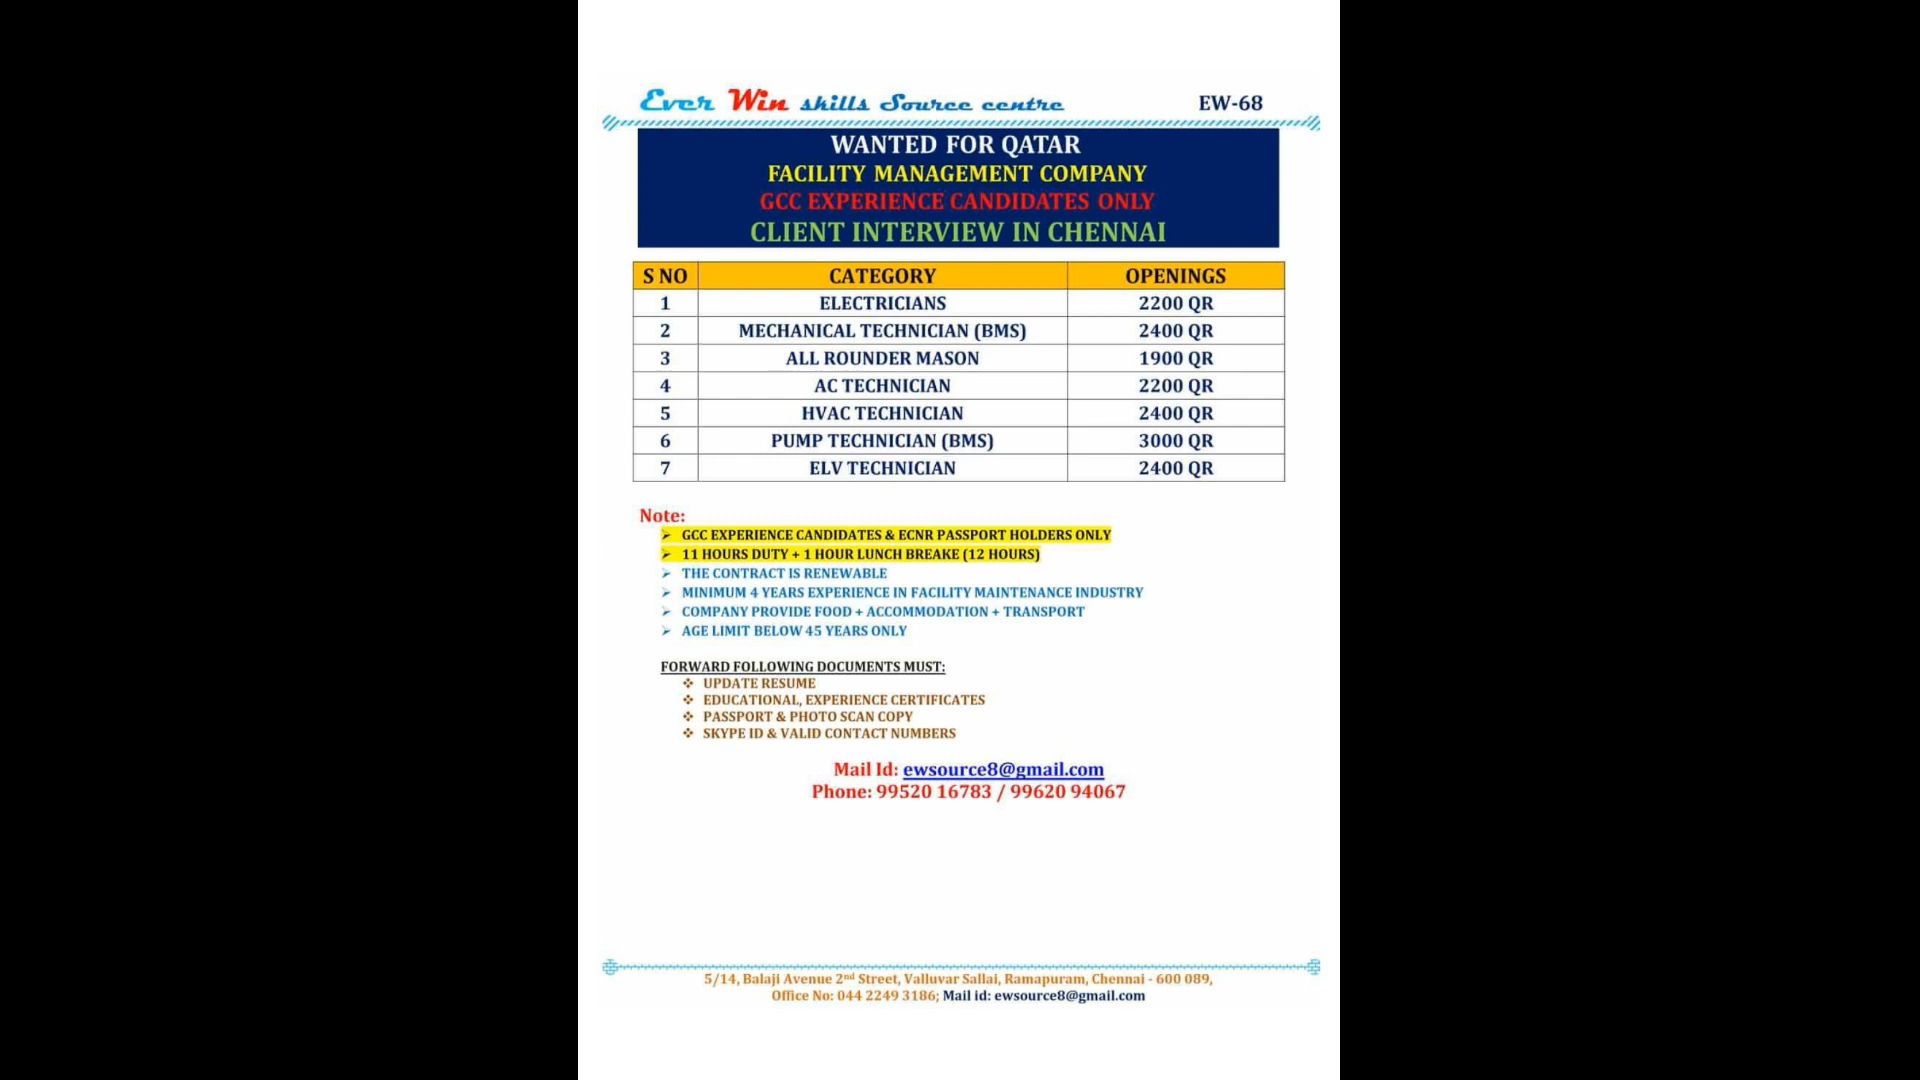 Ever Win skills Source centre EW-68
WANTED FOR QATAR
FACILITY MANAGEMENT COMPANY
GCC EXPERIENCE CANDIDATES ONLY
CLIENT INTERVIEW IN CHENNAI
S NO CATEGORY OPENINGS
1 ELECTRICIANS 2200 QR
2 MECHANICAL TECHNICIAN (BMS) 2400 QR
3 ALL ROUNDER MASON 1900 QR
4 AC TECHNICIAN 2200 QR
5 HVAC TECHNICIAN 2400 QR
6 PUMP TECHNICIAN (BMS) 3000 QR
7 ELV TECHNICIAN 2400 QR
Note:
➢ GCC EXPERIENCE CANDIDATES & ECNR PASSPORT HOLDERS ONLY
➢ 11 HOURS DUTY + 1 HOUR LUNCH BREAKE (12 HOURS)
➢ THE CONTRACT IS RENEWABLE
➢ MINIMUM 4 YEARS EXPERIENCE IN FACILITY MAINTENANCE INDUSTRY
➢ COMPANY PROVIDE FOOD + ACCOMMODATION + TRANSPORT
➢ AGE LIMIT BELOW 45 YEARS ONLY
FORWARD FOLLOWING DOCUMENTS MUST:
❖ UPDATE RESUME
❖ EDUCATIONAL, EXPERIENCE CERTIFICATES
❖ PASSPORT & PHOTO SCAN COPY
❖ SKYPE ID & VALID CONTACT NUMBERS
Mail Id: ewsource8@gmail.com
Phone: 99520 16783 / 99620 94067
5/14, Balaji Avenue 2nd Street, Valluvar Sallai, Ramapuram, Chennai - 600 089,
Office No: 044 2249 3186; Mail id: ewsource8@gmail.com